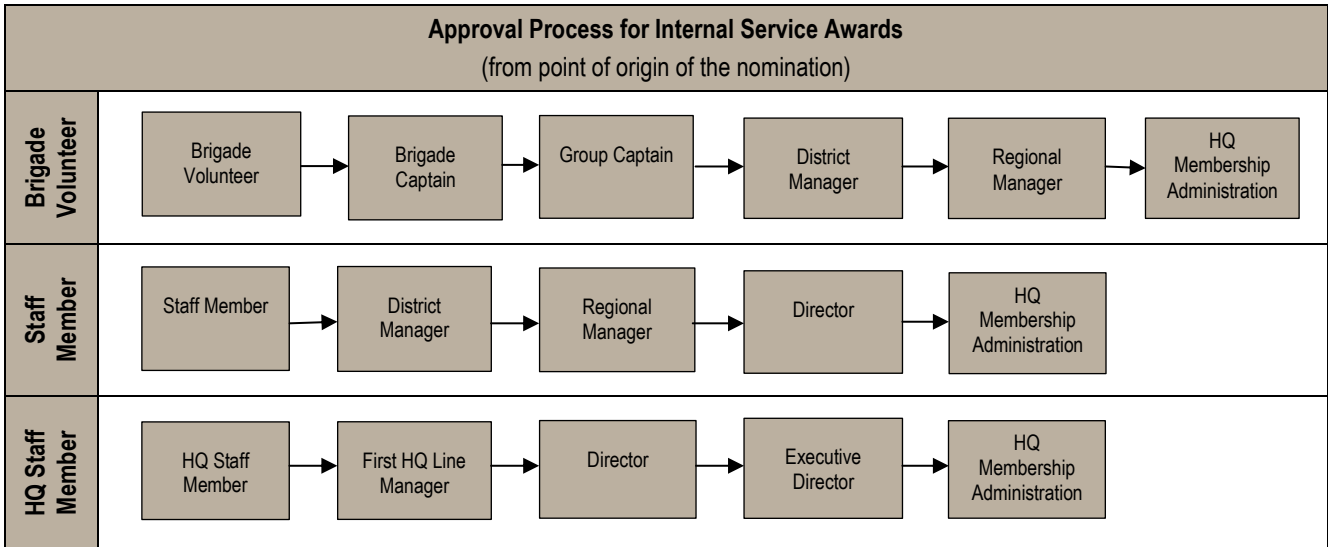 Approval Process for Internal Service Awards
(from point of origin of the nomination)
Brigade
Volunteer
Brigade
Volunteer
Brigade
Captain
Group Captain
District
Manager
Regional
Manager
HQ
Membership
Administration
Staff
Member
Staff Member
District
Manager
Regional
Manager
Director
HQ
Membership
Administration
HQ Staff
Member
HQ Staff
Member
First HQ Line
Manager
Director
Executive
Director
HQ
Membership
Administration